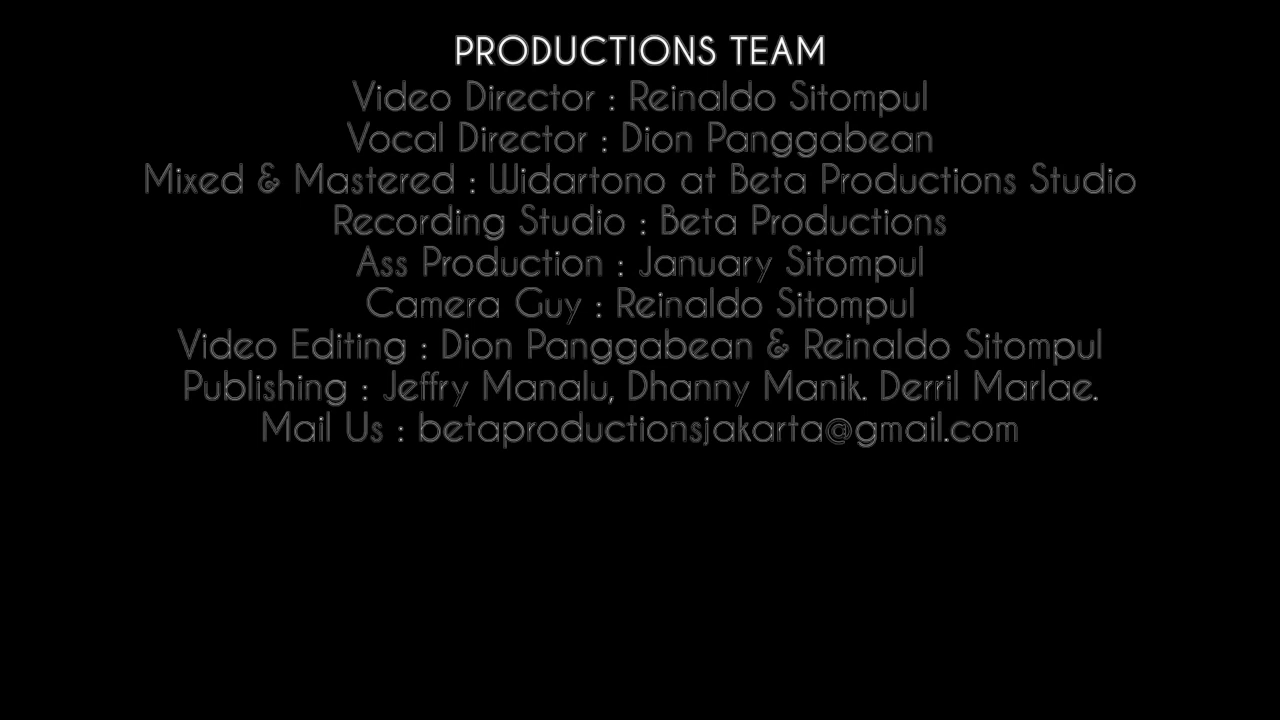 PRODUCTIONS TEAM
Video Director : Reinaldo Sitompul
Vocal Director : Dion Panggabean
Mixed & Mastered : Widartono at Beta Productions Studio
Recording Studio : Beta Productions
Ass Production : January Sitompul
Camera Guy : Reinaldo Sitompul
Video Editing : Dion Panggabean & Reinaldo Sitompul
Publishing : Jeffry Manalu, Dhanny Manik. Derril Marlae.
Mail Us : betaproductionsjakarta@gmail.com